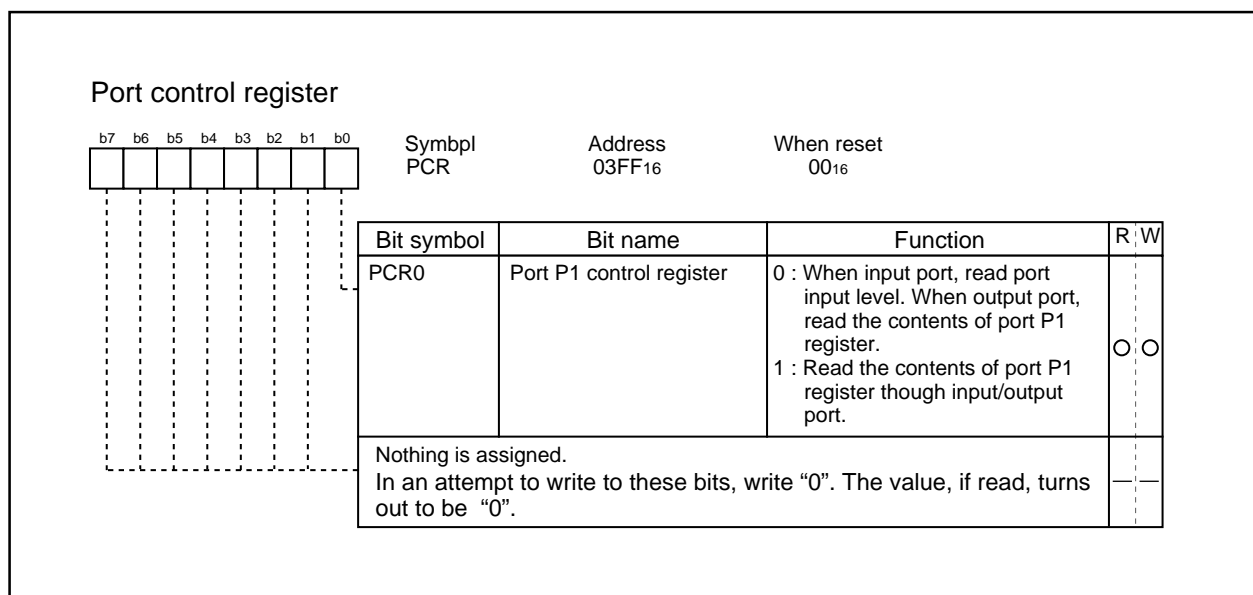 Port control register
b7 b6 b5 b4 b3 b2 b1 b0
Symbpl Address When reset
PCR 03FF16 0016
Bit symbol Bit name Function R W
PCR0 Port P1 control register 0 : When input port, read port
input level. When output port,
read the contents of port P1
register.
1 : Read the contents of port P1
register though input/output
port.
Nothing is assigned.
In an attempt to write to these bits, write “0”. The value, if read, turns
out to be “0”.